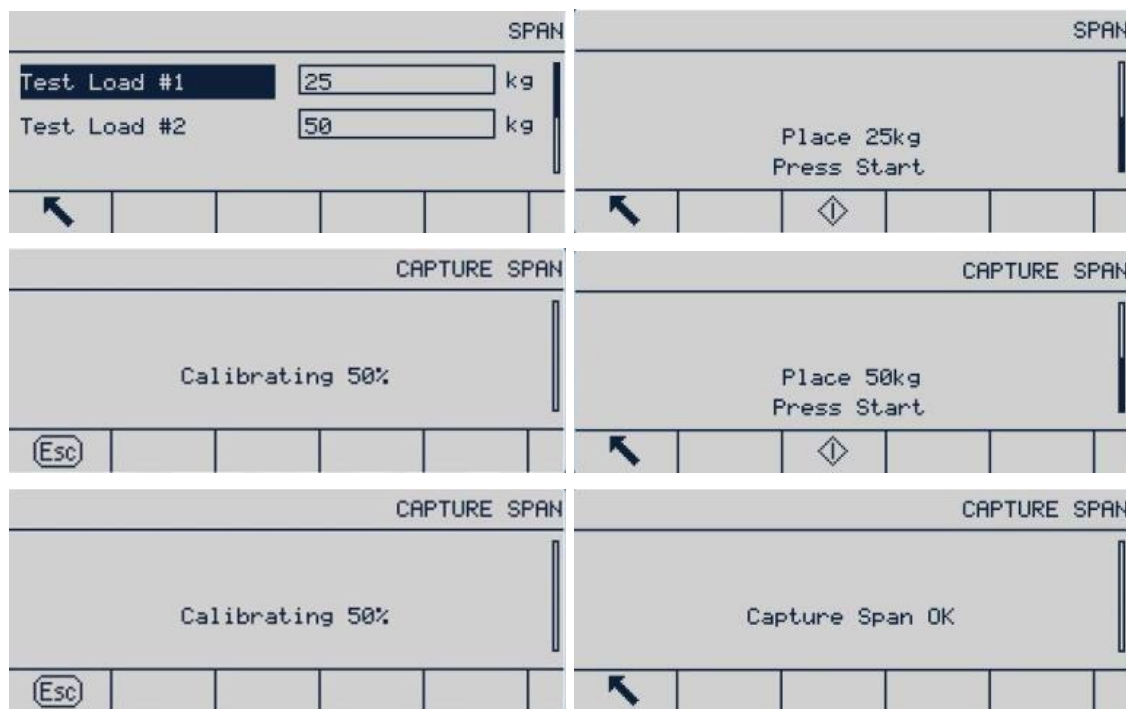 SPAN
Test Load #1 25 kg
Test Load #2 50 kg
SPAN
Place 25kg
Press Start
CAPTURE SPAN
Calibrating 50%
Esc
CAPTURE SPAN
Place 50kg
Press Start
CAPTURE SPAN
Calibrating 50%
Esc
CAPTURE SPAN
Capture Span OK